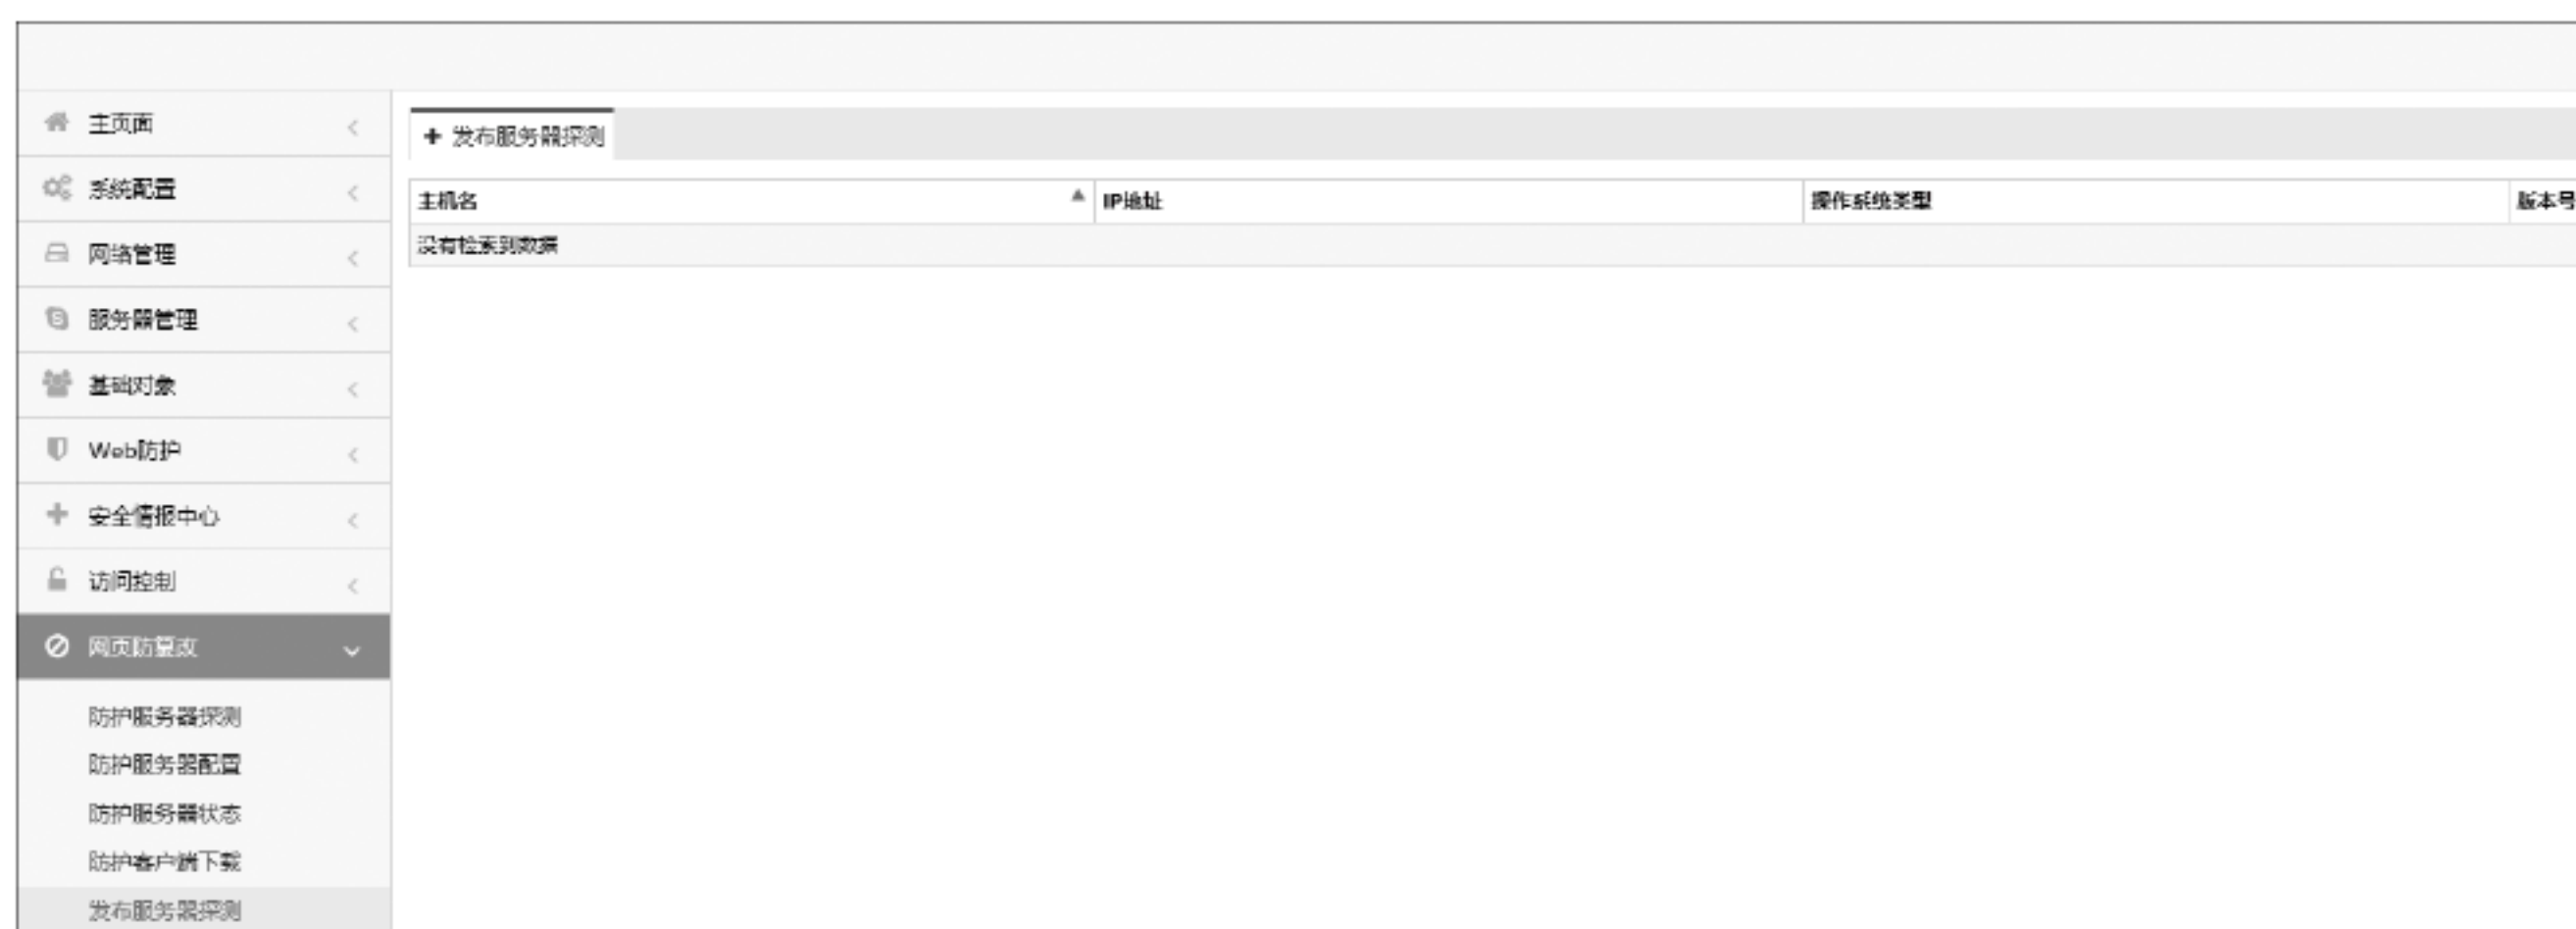 主页面
系统配置
网络管理
服务器管理
基础对象
Web防护
安全情报中心
访问控制
网页防篡改
防护服务器探测
防护服务器配置
防护服务器状态
防护客户端下载
发布服务器探测
发布服务器探测
主机名 IP地址 操作系统类型 版本号
没有检索到数据